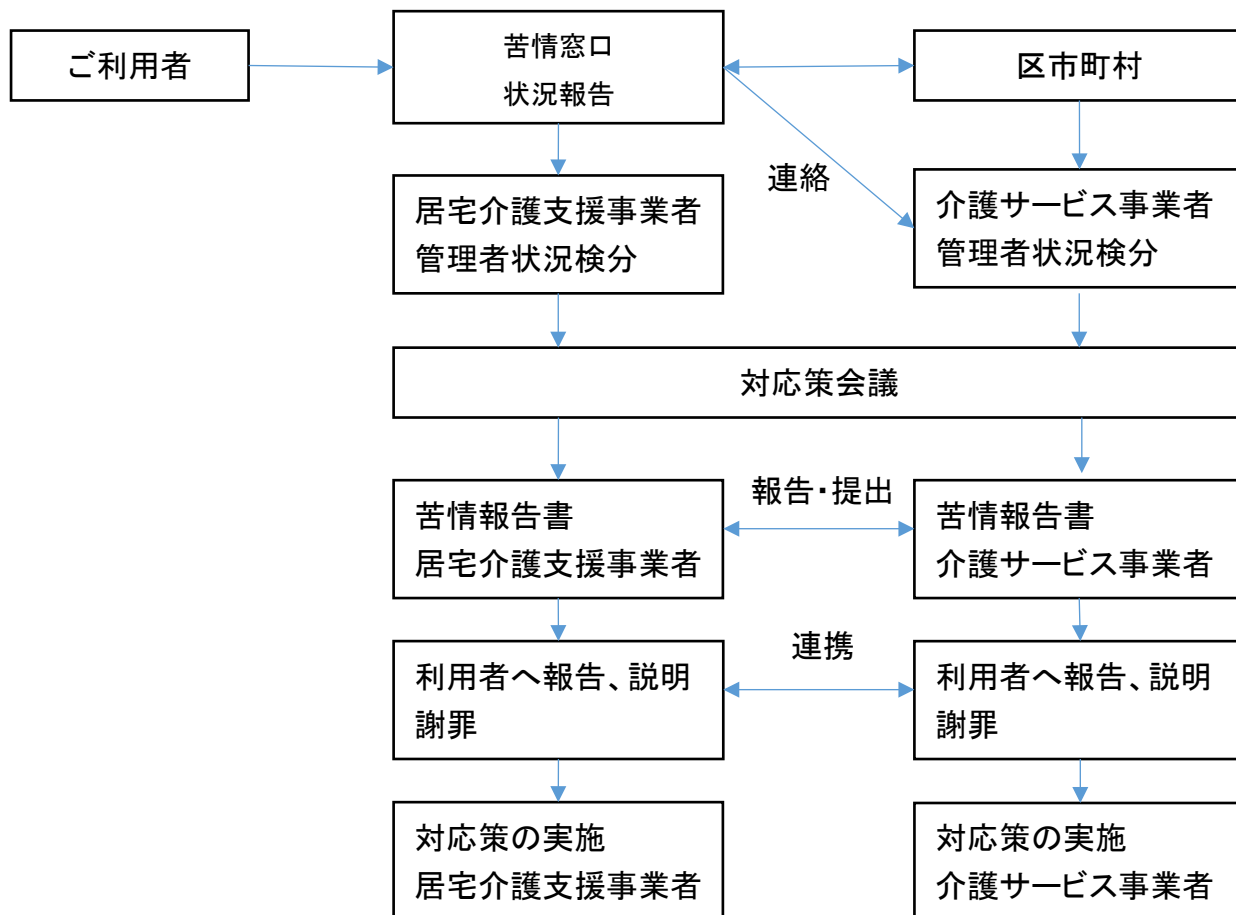 ご利用者
苦情窓口
状況報告
区市町村
連絡
居宅介護支援事業者
管理者状況検分
介護サービス事業者
管理者状況検分
対応策会議
報告・提出
苦情報告書
居宅介護支援事業者
苦情報告書
介護サービス事業者
連携
利用者へ報告、説明
謝罪
利用者へ報告、説明
謝罪
対応策の実施
居宅介護支援事業者
対応策の実施
介護サービス事業者